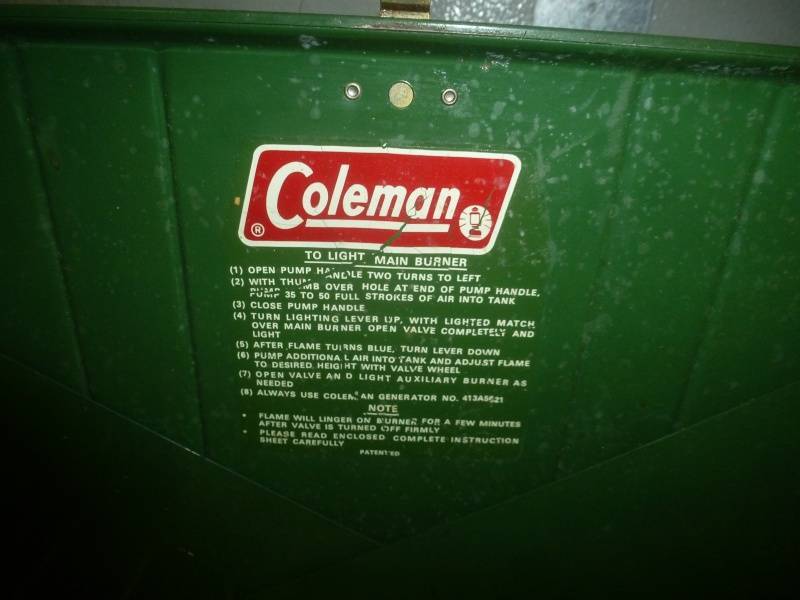 Coleman
®
TO LIGHT MAIN BURNER
(1) OPEN PUMP HANDLE TWO TURNS TO LEFT
(2) WITH THUMB OVER HOLE AT END OF PUMP HANDLE,
PUMP 35 TO 50 FULL STROKES OF AIR INTO TANK
(3) CLOSE PUMP HANDLE
(4) TURN LIGHTING LEVER UP, WITH LIGHTED MATCH
OVER MAIN BURNER OPEN VALVE COMPLETELY AND
LIGHT
(5) AFTER FLAME TURNS BLUE, TURN LEVER DOWN
(6) PUMP ADDITIONAL AIR INTO TANK AND ADJUST FLAME
TO DESIRED HEIGHT WITH VALVE WHEEL
(7) OPEN VALVE AND LIGHT AUXILIARY BURNER AS
NEEDED
(8) ALWAYS USE COLEMAN GENERATOR NO.
NOTE
• FLAME WILL LINGER ON BURNER FOR A FEW MINUTES
AFTER VALVE IS TURNED OFF FIRMLY
• PLEASE READ ENCLOSED COMPLETE INSTRUCTION
SHEET CAREFULLY
PATENTED